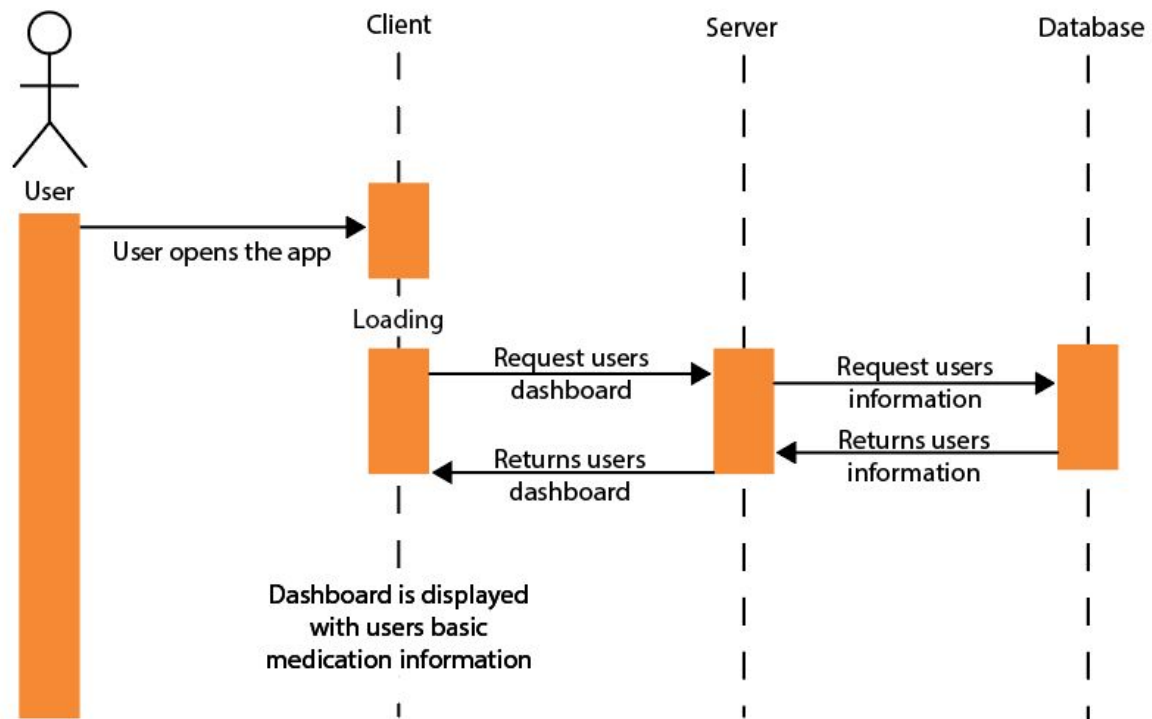 Client
Server
Database
User
User opens the app
Loading
Request users
dashboard
Request users
information
Returns users
information
Returns users
dashboard
Dashboard is displayed
with users basic
medication information